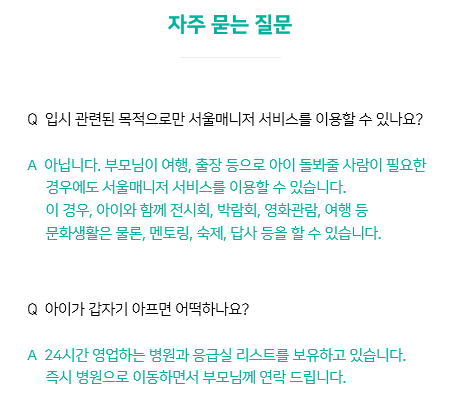 자주 묻는 질문
Q 입시 관련된 목적으로만 서울매니저 서비스를 이용할 수 있나요?
A 아닙니다. 부모님이 여행, 출장 등으로 아이 돌봐줄 사람이 필요한
경우에도 서울매니저 서비스를 이용할 수 있습니다.
이 경우, 아이와 함께 전시회, 박람회, 영화관람, 여행 등
문화생활은 물론, 멘토링, 숙제, 답사 등을 할 수 있습니다.
Q 아이가 갑자기 아프면 어떡하나요?
A 24시간 영업하는 병원과 응급실 리스트를 보유하고 있습니다.
즉시 병원으로 이동하면서 부모님께 연락 드립니다.